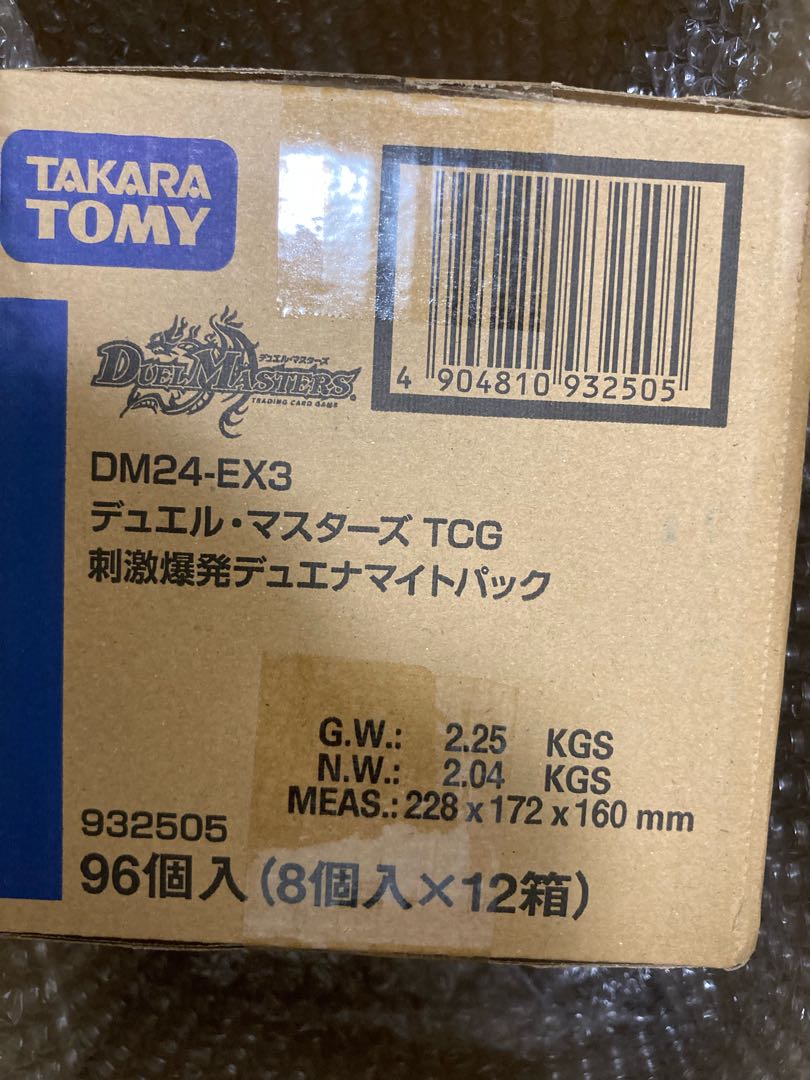 TAKARA
TOMY
4 904810 932505
デュエル・マスターズ
DUEL MASTERS®
TRADING CARD GAME
DM24-EX3
デュエル・マスターズ TCG
刺激爆発デュエナマイトパック
G.W.: 2.25 KGS
N.W.: 2.04 KGS
MEAS.: 228 x 172 x 160 mm
932505
96個入(8個入×12箱)